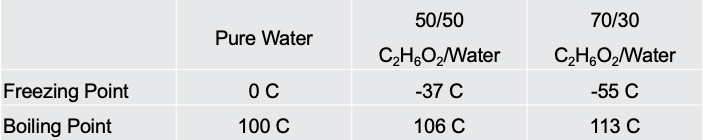 Pure Water
50/50
C₂H₆O₂/Water
70/30
C₂H₆O₂/Water
Freezing Point 0 C -37 C -55 C
Boiling Point 100 C 106 C 113 C